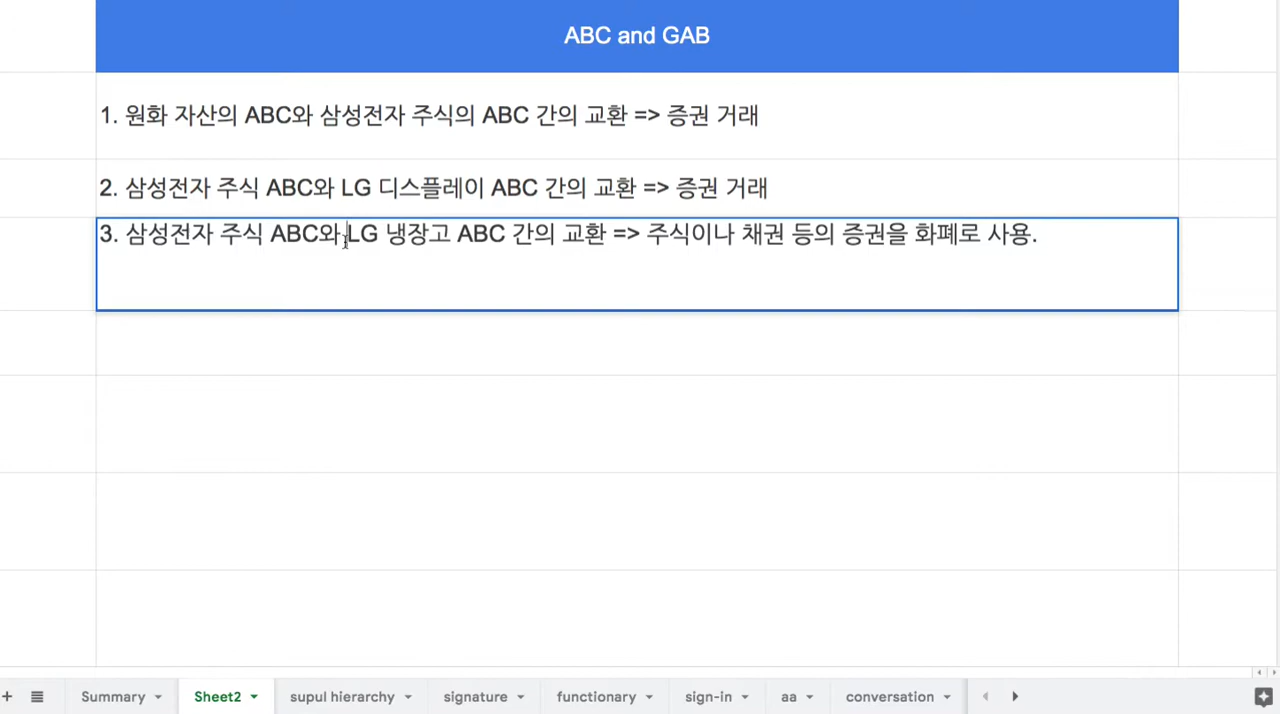 ABC and GAB
1. 원화 자산의 ABC와 삼성전자 주식의 ABC 간의 교환 => 증권 거래
2. 삼성전자 주식 ABC와 LG 디스플레이 ABC 간의 교환 => 증권 거래
3. 삼성전자 주식 ABC와 LG 냉장고 ABC 간의 교환 => 주식이나 채권 등의 증권을 화폐로 사용.
+ Summary Sheet2 supul hierarchy signature functionary sign-in aa conversation